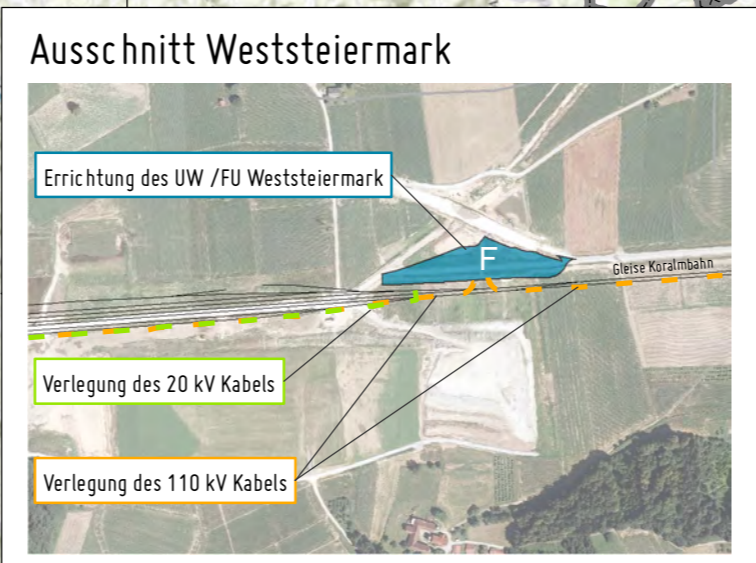 Ausschnitt Weststeiermark
Errichtung des UW /FU Weststeiermark
F
Gleise Koralmbahn
Verlegung des 20 kV Kabels
Verlegung des 110 kV Kabels